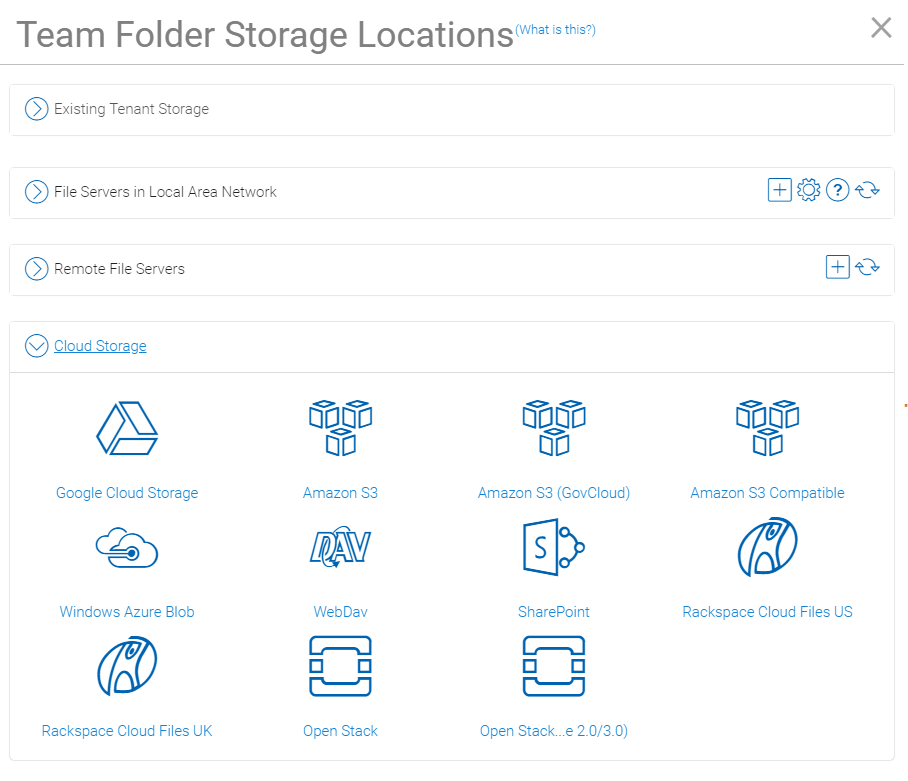 Team Folder Storage Locations(What is this?)
Existing Tenant Storage
File Servers in Local Area Network
?
Remote File Servers
Cloud Storage
Google Cloud Storage
Amazon S3
Amazon S3 (GovCloud)
Amazon S3 Compatible
DAV
S
Windows Azure Blob
WebDav
SharePoint
Rackspace Cloud Files US
Rackspace Cloud Files UK
Open Stack
Open Stack...e 2.0/3.0)